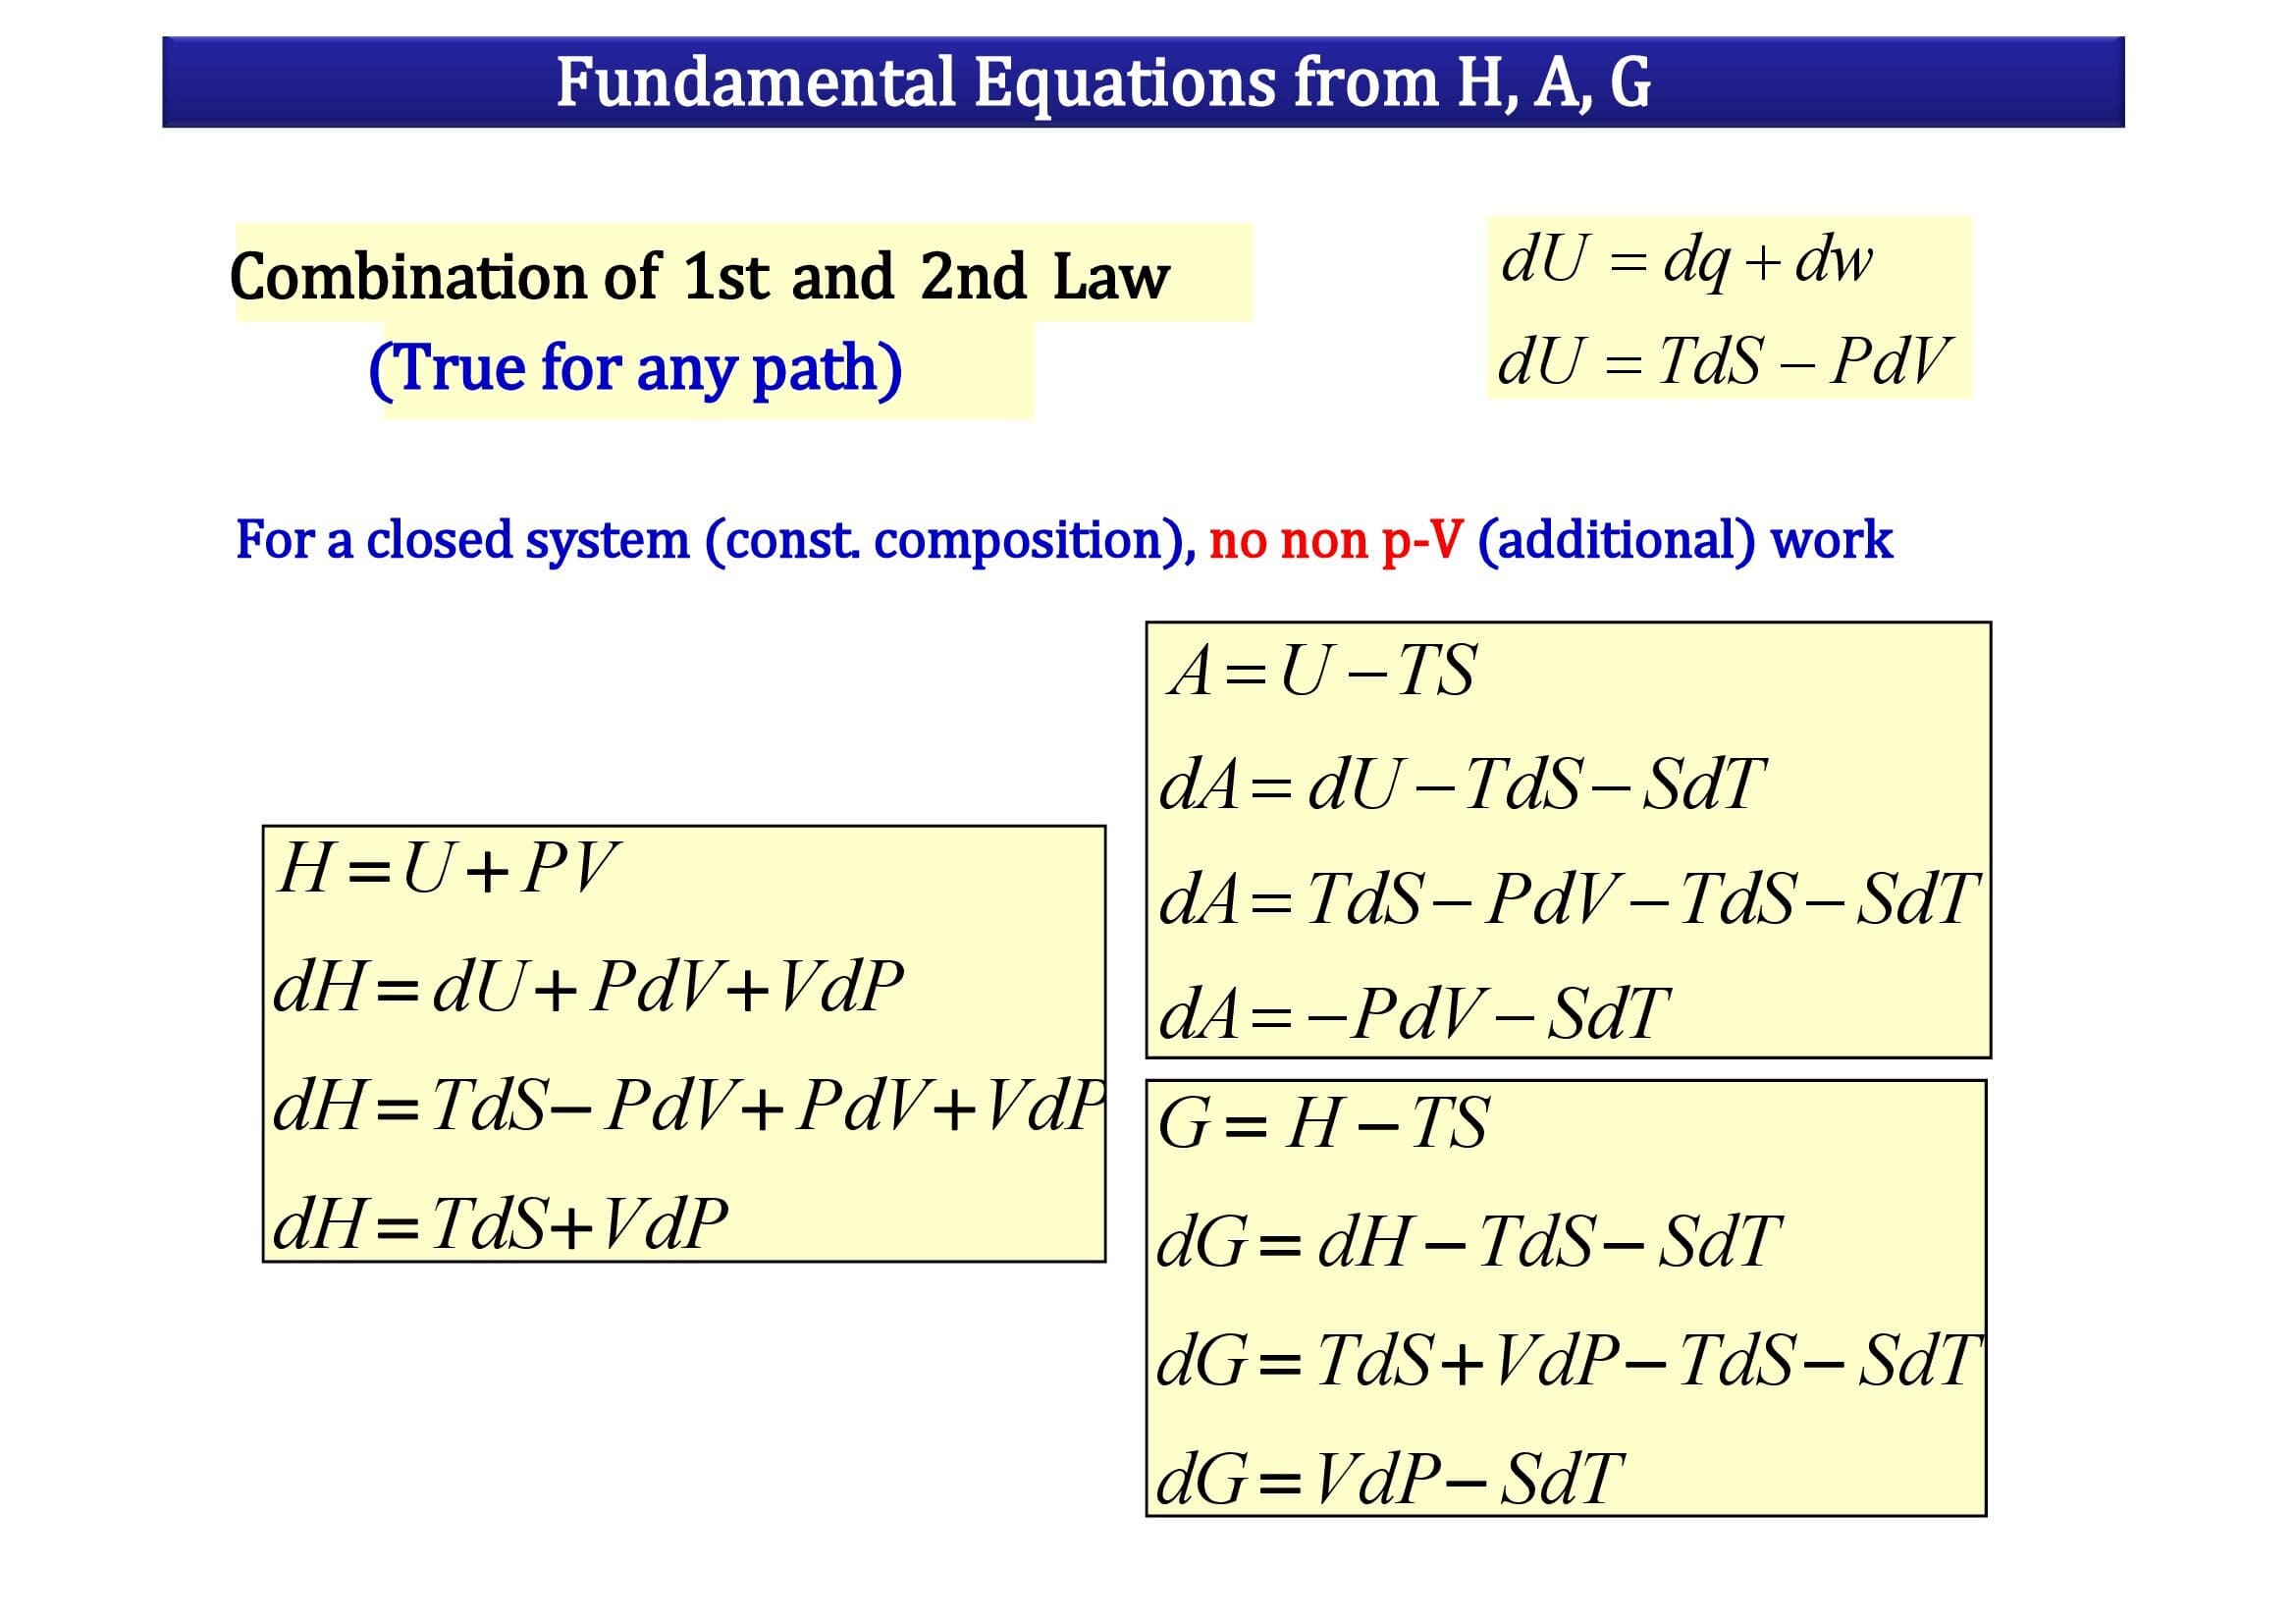 Fundamental Equations from H, A, G
Combination of 1st and 2nd Law
(True for any path)
dU = dq + dw
dU = TdS − PdV
For a closed system (const. composition), no non p-V (additional) work
H = U + PV
dH = dU + PdV + VdP
dH = TdS − PdV + PdV + VdP
dH = TdS + VdP
A = U − TS
dA = dU − TdS − SdT
dA = TdS − PdV − TdS − SdT
dA = −PdV − SdT
G = H − TS
dG = dH − TdS − SdT
dG = TdS + VdP − TdS − SdT
dG = VdP − SdT